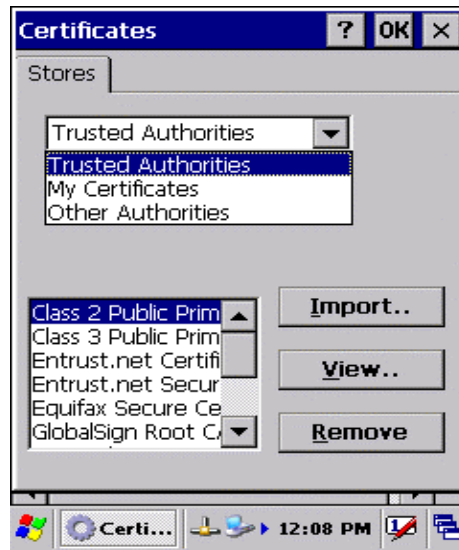 Certificates ? OK ×
Stores
Trusted Authorities
Trusted Authorities
My Certificates
Other Authorities
Class 2 Public Prim
Class 3 Public Prim
Entrust.net Certifi
Entrust.net Secur
Equifax Secure Ce
GlobalSign Root CA
Import..
View..
Remove
Certi... 12:08 PM